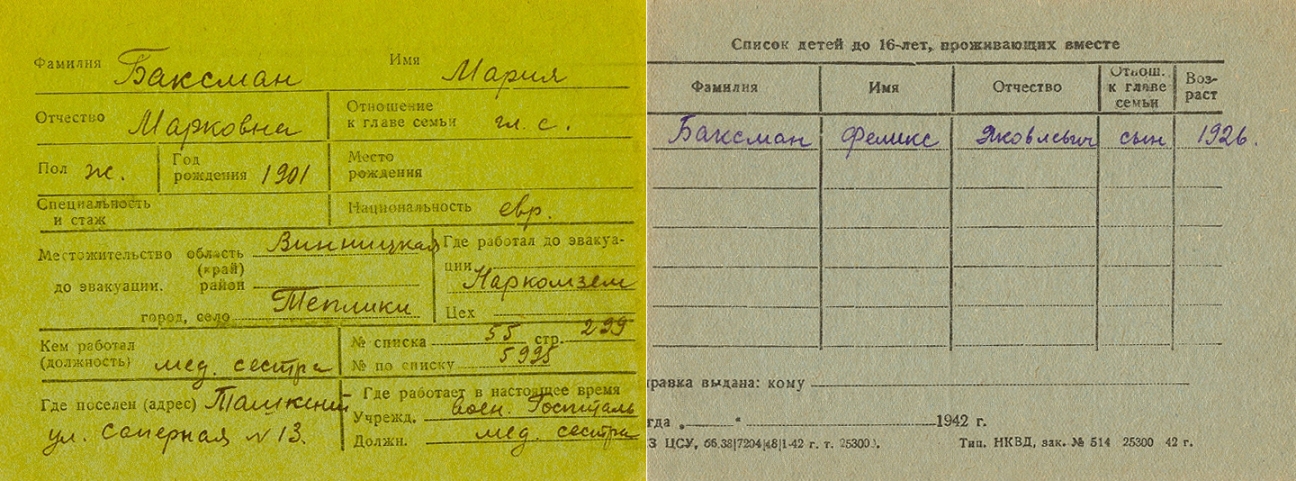 Фамилия Баксман Имя Мария
Отчество Марковна Отношение к главе семьи гл. с.
Пол ж. Год рождения 1901 Место рождения
Специальность и стаж Национальность евр.
Местожительство до эвакуации. область (край) Винницкая
район
город, село Теплики
Где работал до эвакуации Наркомзем
Цех
Кем работал (должность) мед. сестра
№ списка 55 стр. 299
№ по списку 5995
Где поселен (адрес) Ташкент
ул. Саперная N 13.
Где работает в настоящее время
Учрежд. воен. Госпиталь
Должн. мед. сестра
Список детей до 16-лет, проживающих вместе
Фамилия Имя Отчество Отнош. к главе семьи Возраст
Баксман Феликс Яковлевич сын 1926.
равка выдана: кому
гда „ “ 1942 г.
З ЦСУ, 66.38|7204|48|1-42 г. т. 25300
Тип. НКВД, зак. № 514 25300 42 г.